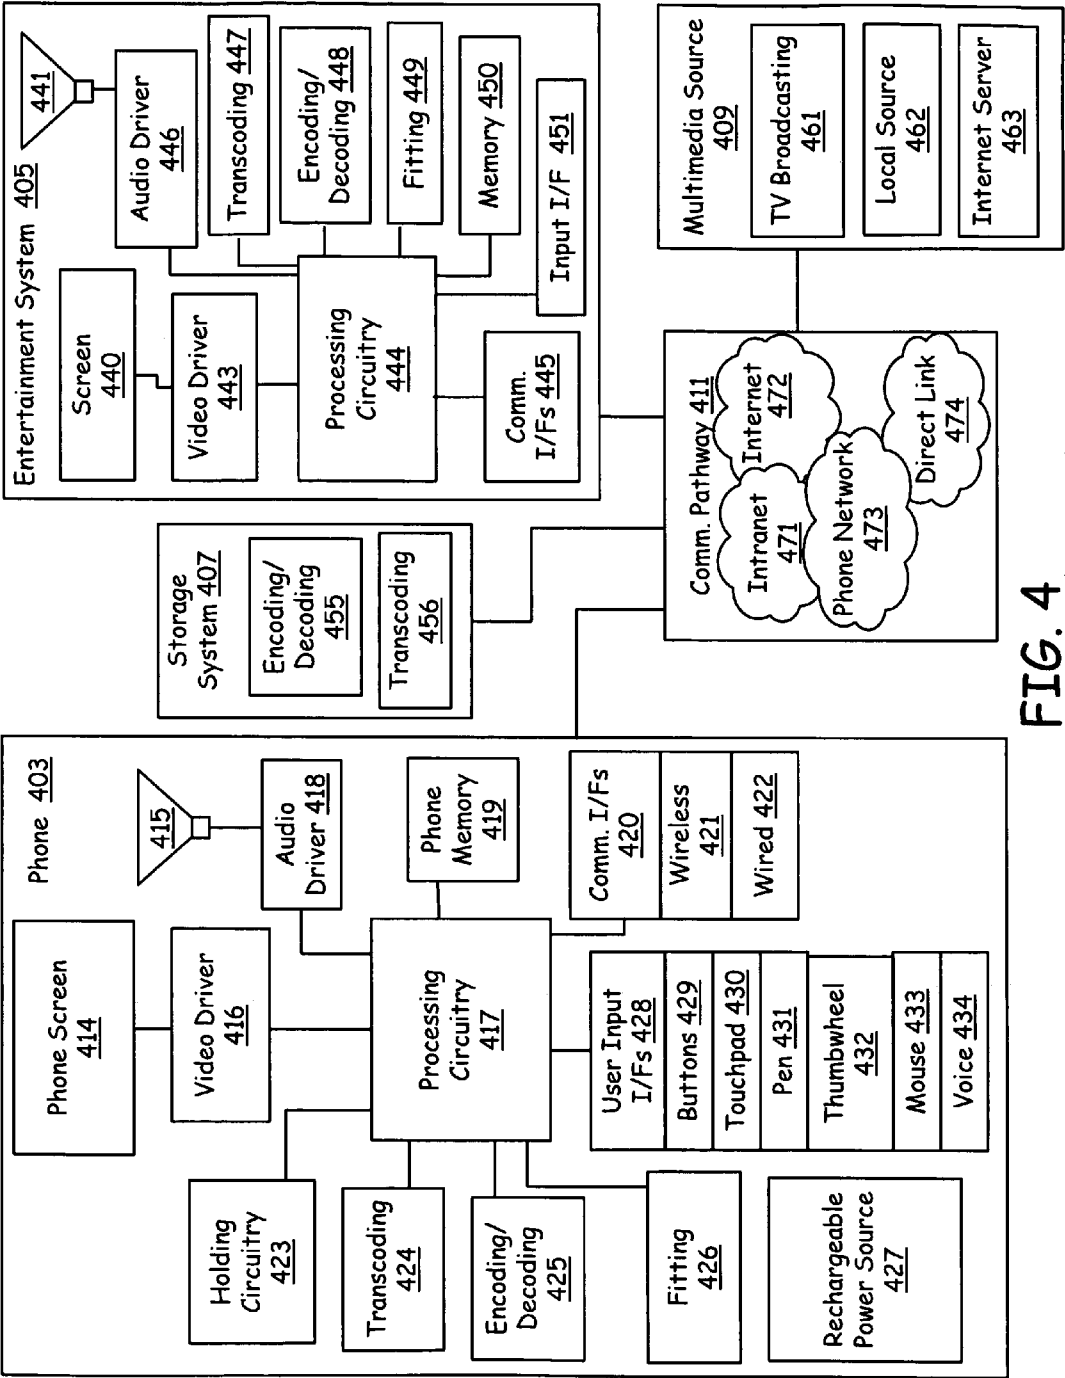 Phone 403
Phone Screen
414
415
Video Driver
416
Audio
Driver 418
Holding
Circuitry
423
Transcoding
424
Encoding/
Decoding
425
Fitting
426
Rechargeable
Power Source
427
Processing
Circuitry
417
Phone
Memory
419
Comm. I/Fs
420
Wireless
421
Wired 422
User Input
I/Fs 428
Buttons 429
Touchpad 430
Pen 431
Thumbwheel
432
Mouse 433
Voice 434
Storage
System 407
Encoding/
Decoding
455
Transcoding
456
Entertainment System 405
441
Screen
440
Audio Driver
446
Video Driver
443
Transcoding 447
Encoding/
Decoding 448
Fitting 449
Memory 450
Input I/F 451
Processing
Circuitry
444
Comm.
I/Fs 445
Comm. Pathway 411
Intranet
471
Internet
472
Phone Network
473
Direct Link
474
Multimedia Source
409
TV Broadcasting
461
Local Source
462
Internet Server
463
FIG. 4